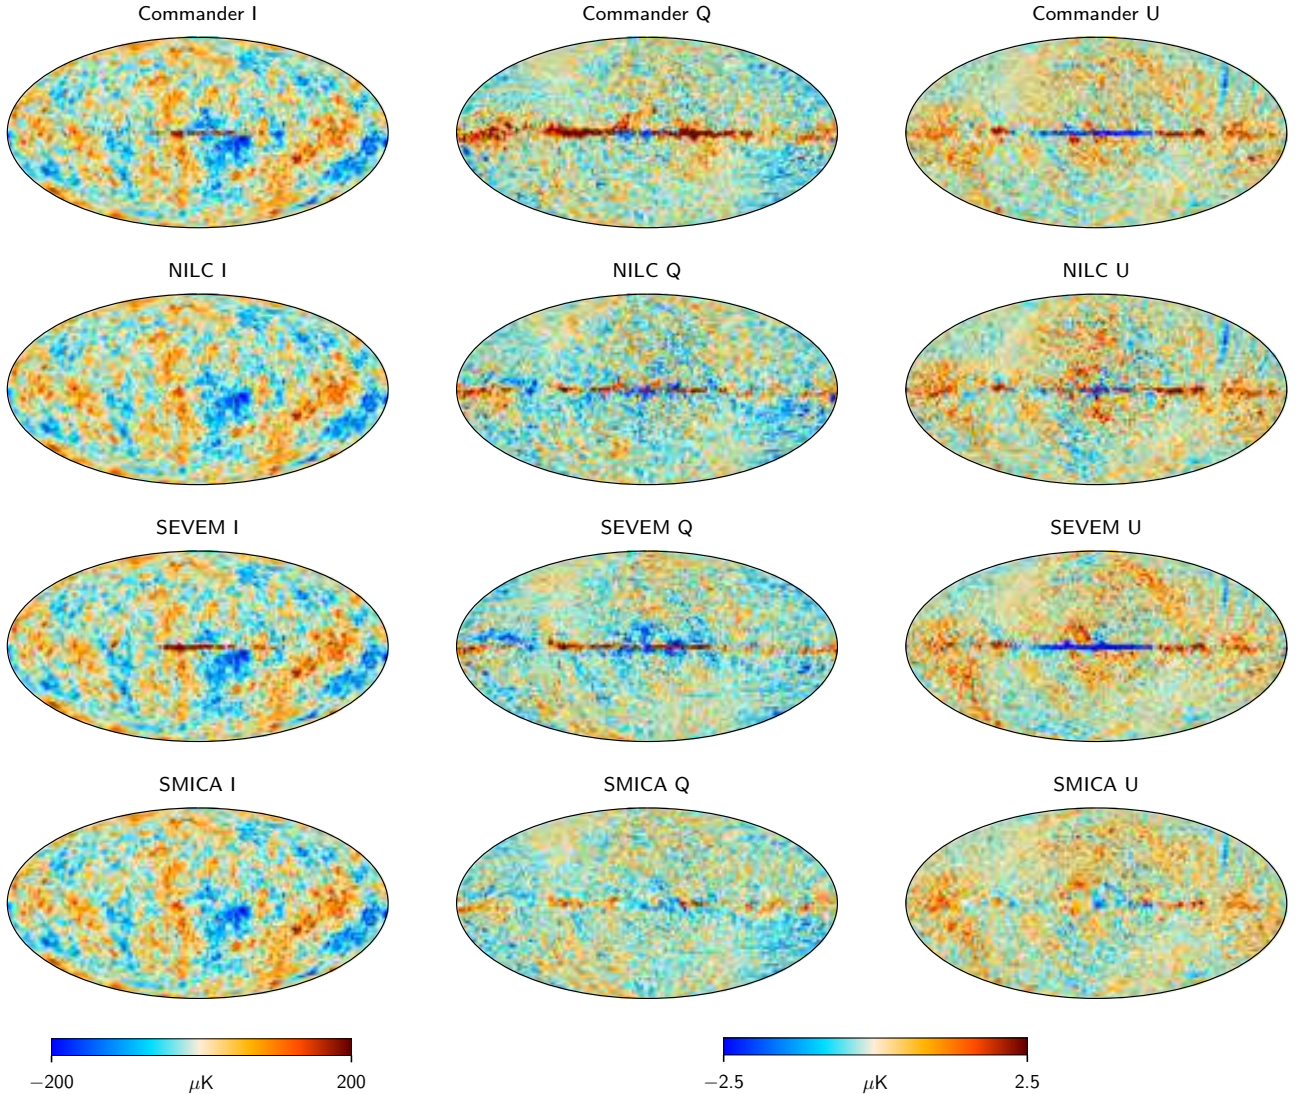 Commander I
Commander Q
Commander U
NILC I
NILC Q
NILC U
SEVEM I
SEVEM Q
SEVEM U
SMICA I
SMICA Q
SMICA U
−200 μK 200
−2.5 μK 2.5